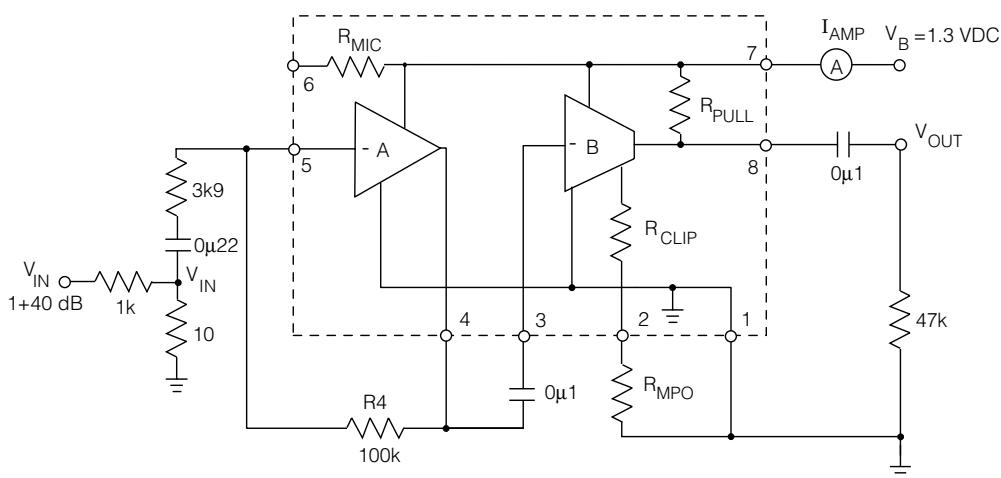 I_AMP
V_B =1.3 VDC
R_MIC
7
A
6
R_PULL
V_OUT
- A
- B
5
8
0µ1
3k9
R_CLIP
0µ22
V_IN
V_IN
1+40 dB
1k
10
4
3
2
1
47k
0µ1
R_MPO
R4
100k